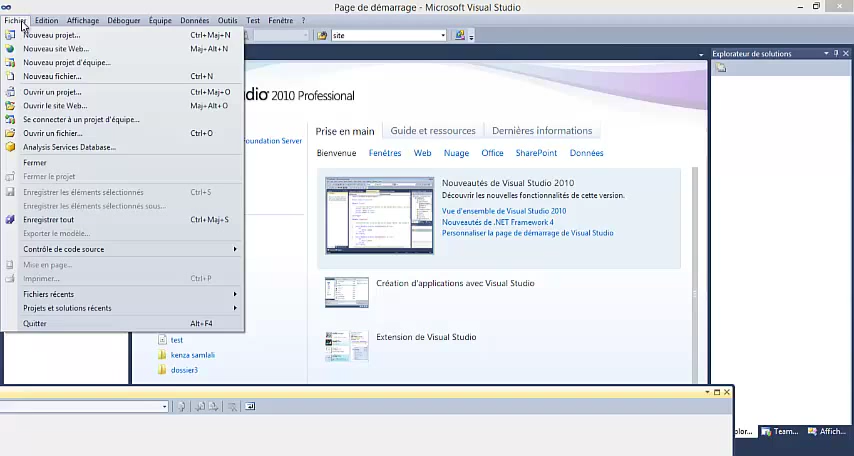 Page de démarrage - Microsoft Visual Studio
Fichier Edition Affichage Déboguer Équipe Données Outils Test Fenêtre ?
site
Nouveau projet... Ctrl+Maj+N
Nouveau site Web... Maj+Alt+N
Nouveau projet d'équipe...
Nouveau fichier... Ctrl+N
Ouvrir un projet... Ctrl+Maj+O
Ouvrir le site Web... Maj+Alt+O
Se connecter à un projet d'équipe...
Ouvrir un fichier... Ctrl+O
Analysis Services Database...
Fermer
Fermer le projet
Enregistrer les éléments sélectionnés Ctrl+S
Enregistrer les éléments sélectionnés sous...
Enregistrer tout Ctrl+Maj+S
Exporter le modèle...
Contrôle de code source
Mise en page...
Imprimer... Ctrl+P
Fichiers récents
Projets et solutions récents
Quitter Alt+F4
dio 2010 Professional
oundation Server
test
kenza samlali
dossier3
Prise en main Guide et ressources Dernières informations
Bienvenue Fenêtres Web Nuage Office SharePoint Données
Nouveautés de Visual Studio 2010
Découvrir les nouvelles fonctionnalités de cette version.
Vue d'ensemble de Visual Studio 2010
Nouveautés de .NET Framework 4
Personnaliser la page de démarrage de Visual Studio
Création d'applications avec Visual Studio
Extension de Visual Studio
Explorateur de solutions
olor... Team... Affich...